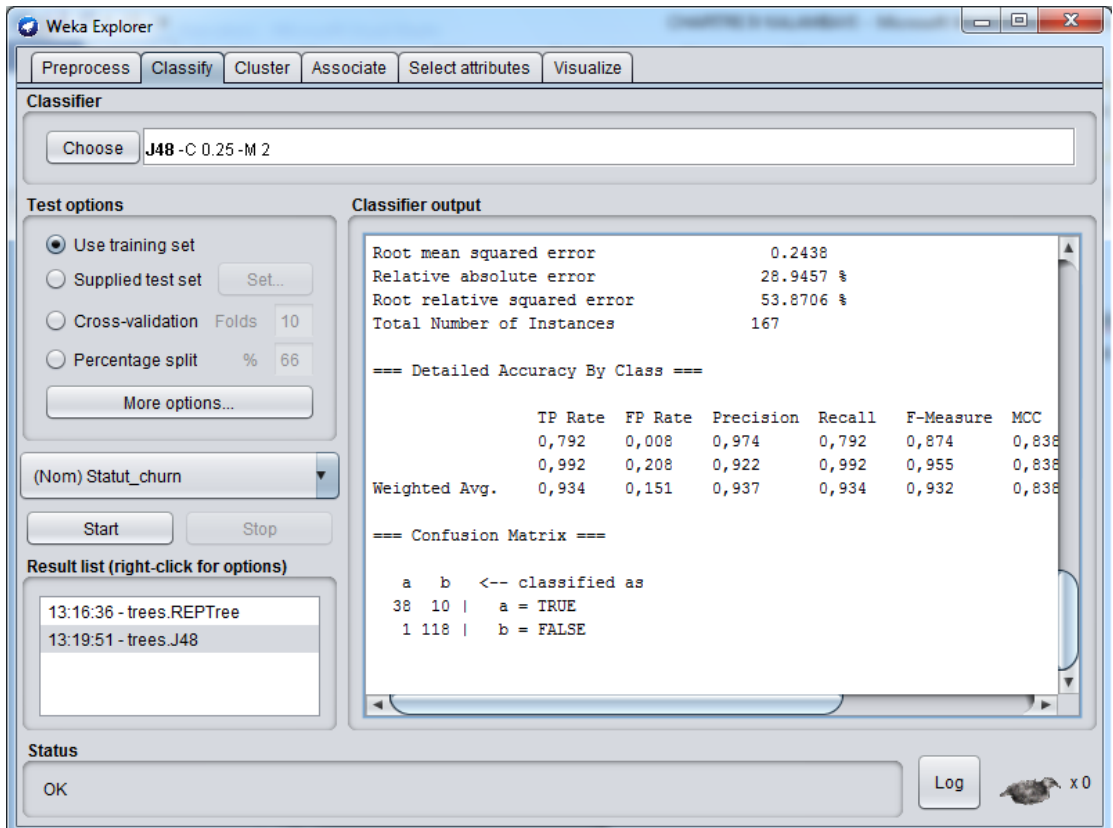 Weka Explorer
Preprocess Classify Cluster Associate Select attributes Visualize
Classifier
Choose J48 -C 0.25 -M 2
Test options
Use training set
Supplied test set Set...
Cross-validation Folds 10
Percentage split % 66
More options...
(Nom) Statut_churn
Start Stop
Result list (right-click for options)
13:16:36 - trees.REPTree
13:19:51 - trees.J48
Classifier output
Root mean squared error 0.2438
Relative absolute error 28.9457 %
Root relative squared error 53.8706 %
Total Number of Instances 167
=== Detailed Accuracy By Class ===
TP Rate FP Rate Precision Recall F-Measure MCC
0,792 0,008 0,974 0,792 0,874 0,838
0,992 0,208 0,922 0,992 0,955 0,838
Weighted Avg. 0,934 0,151 0,937 0,934 0,932 0,838
=== Confusion Matrix ===
a b <-- classified as
38 10 | a = TRUE
1 118 | b = FALSE
Status
OK
Log
x 0